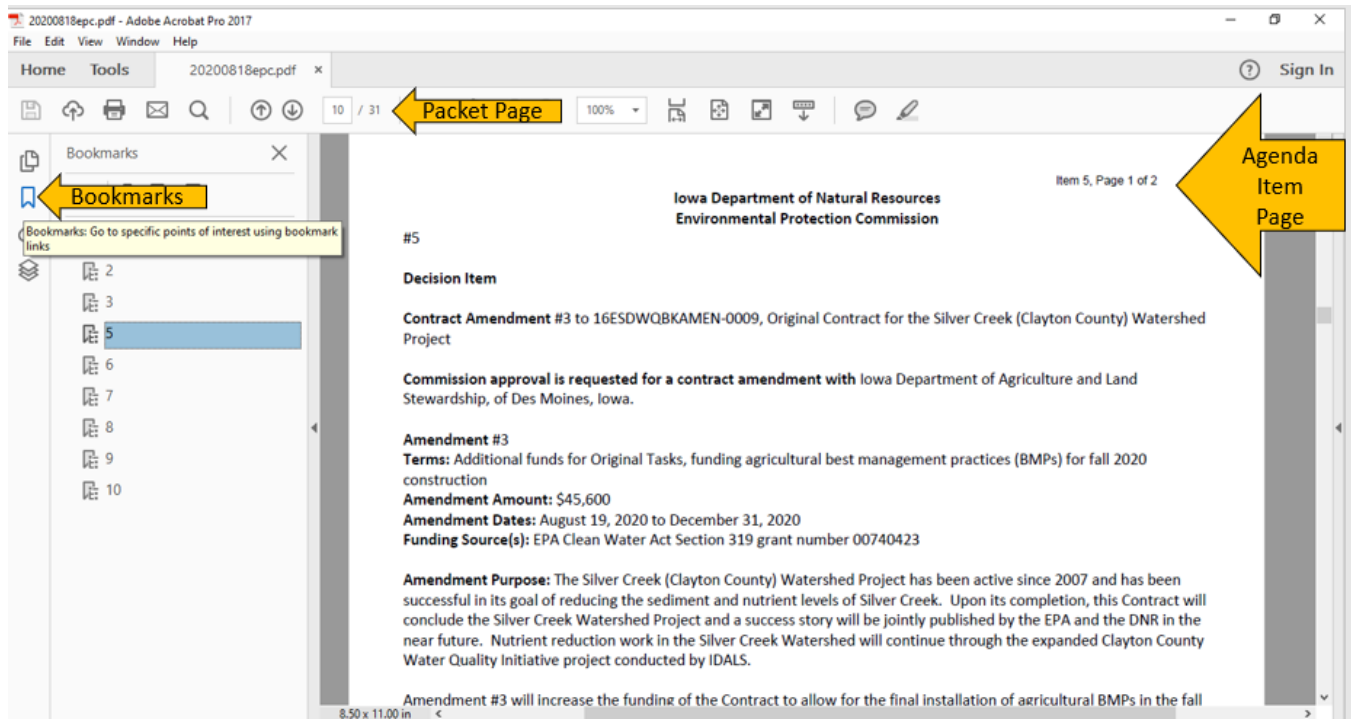 20200818epc.pdf - Adobe Acrobat Pro 2017
File Edit View Window Help
Home Tools 20200818epc.pdf ×
Sign In
10 / 31
Packet Page
100%
Bookmarks
Bookmarks
Bookmarks: Go to specific points of interest using bookmark
links
2
3
5
6
7
8
9
10
Agenda
Item
Page
Item 5, Page 1 of 2
Iowa Department of Natural Resources
Environmental Protection Commission
#5
Decision Item
Contract Amendment #3 to 16ESDWQBKAMEN-0009, Original Contract for the Silver Creek (Clayton County) Watershed
Project
Commission approval is requested for a contract amendment with Iowa Department of Agriculture and Land
Stewardship, of Des Moines, Iowa.
Amendment #3
Terms: Additional funds for Original Tasks, funding agricultural best management practices (BMPs) for fall 2020
construction
Amendment Amount: $45,600
Amendment Dates: August 19, 2020 to December 31, 2020
Funding Source(s): EPA Clean Water Act Section 319 grant number 00740423
Amendment Purpose: The Silver Creek (Clayton County) Watershed Project has been active since 2007 and has been
successful in its goal of reducing the sediment and nutrient levels of Silver Creek. Upon its completion, this Contract will
conclude the Silver Creek Watershed Project and a success story will be jointly published by the EPA and the DNR in the
near future. Nutrient reduction work in the Silver Creek Watershed will continue through the expanded Clayton County
Water Quality Initiative project conducted by IDALS.
Amendment #3 will increase the funding of the Contract to allow for the final installation of agricultural BMPs in the fall
8.50 x 11.00 in